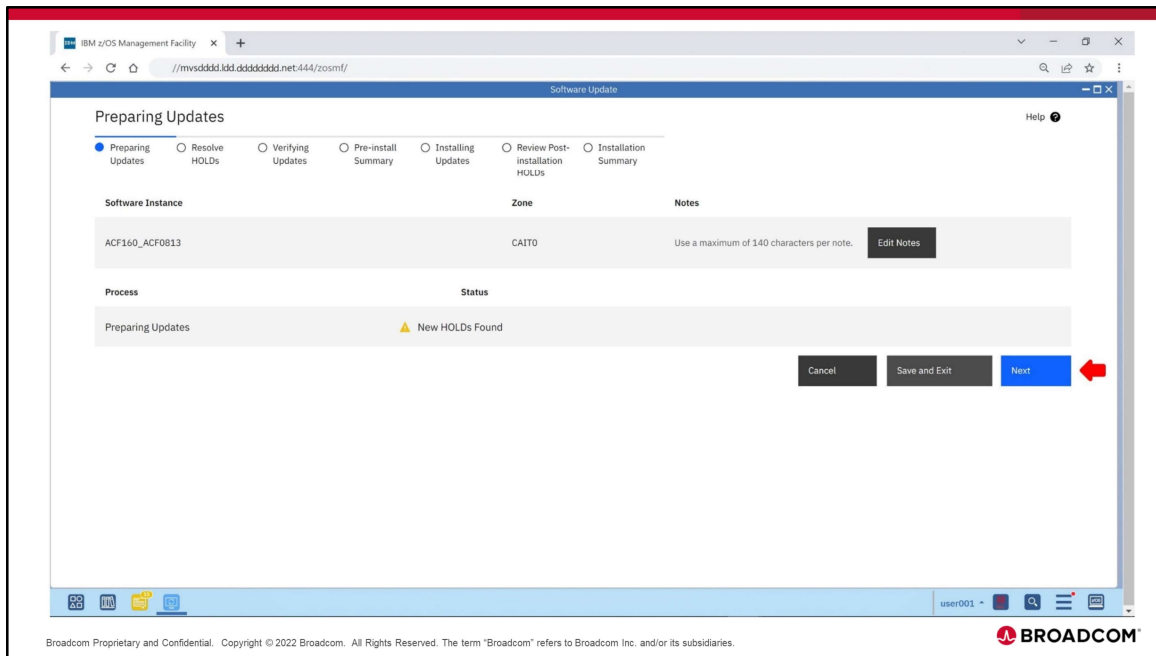 IBM z/OS Management Facility
//mvsdddd.ldd.dddddddd.net:444/zosmf/
Software Update
Preparing Updates
Help
Preparing Updates
Resolve HOLDs
Verifying Updates
Pre-install Summary
Installing Updates
Review Post-installation HOLDs
Installation Summary
Software Instance Zone Notes
ACF160_ACF0813 CAIT0 Use a maximum of 140 characters per note. Edit Notes
Process Status
Preparing Updates New HOLDs Found
Cancel Save and Exit Next
user001
Broadcom Proprietary and Confidential. Copyright © 2022 Broadcom. All Rights Reserved. The term “Broadcom” refers to Broadcom Inc. and/or its subsidiaries.
BROADCOM®